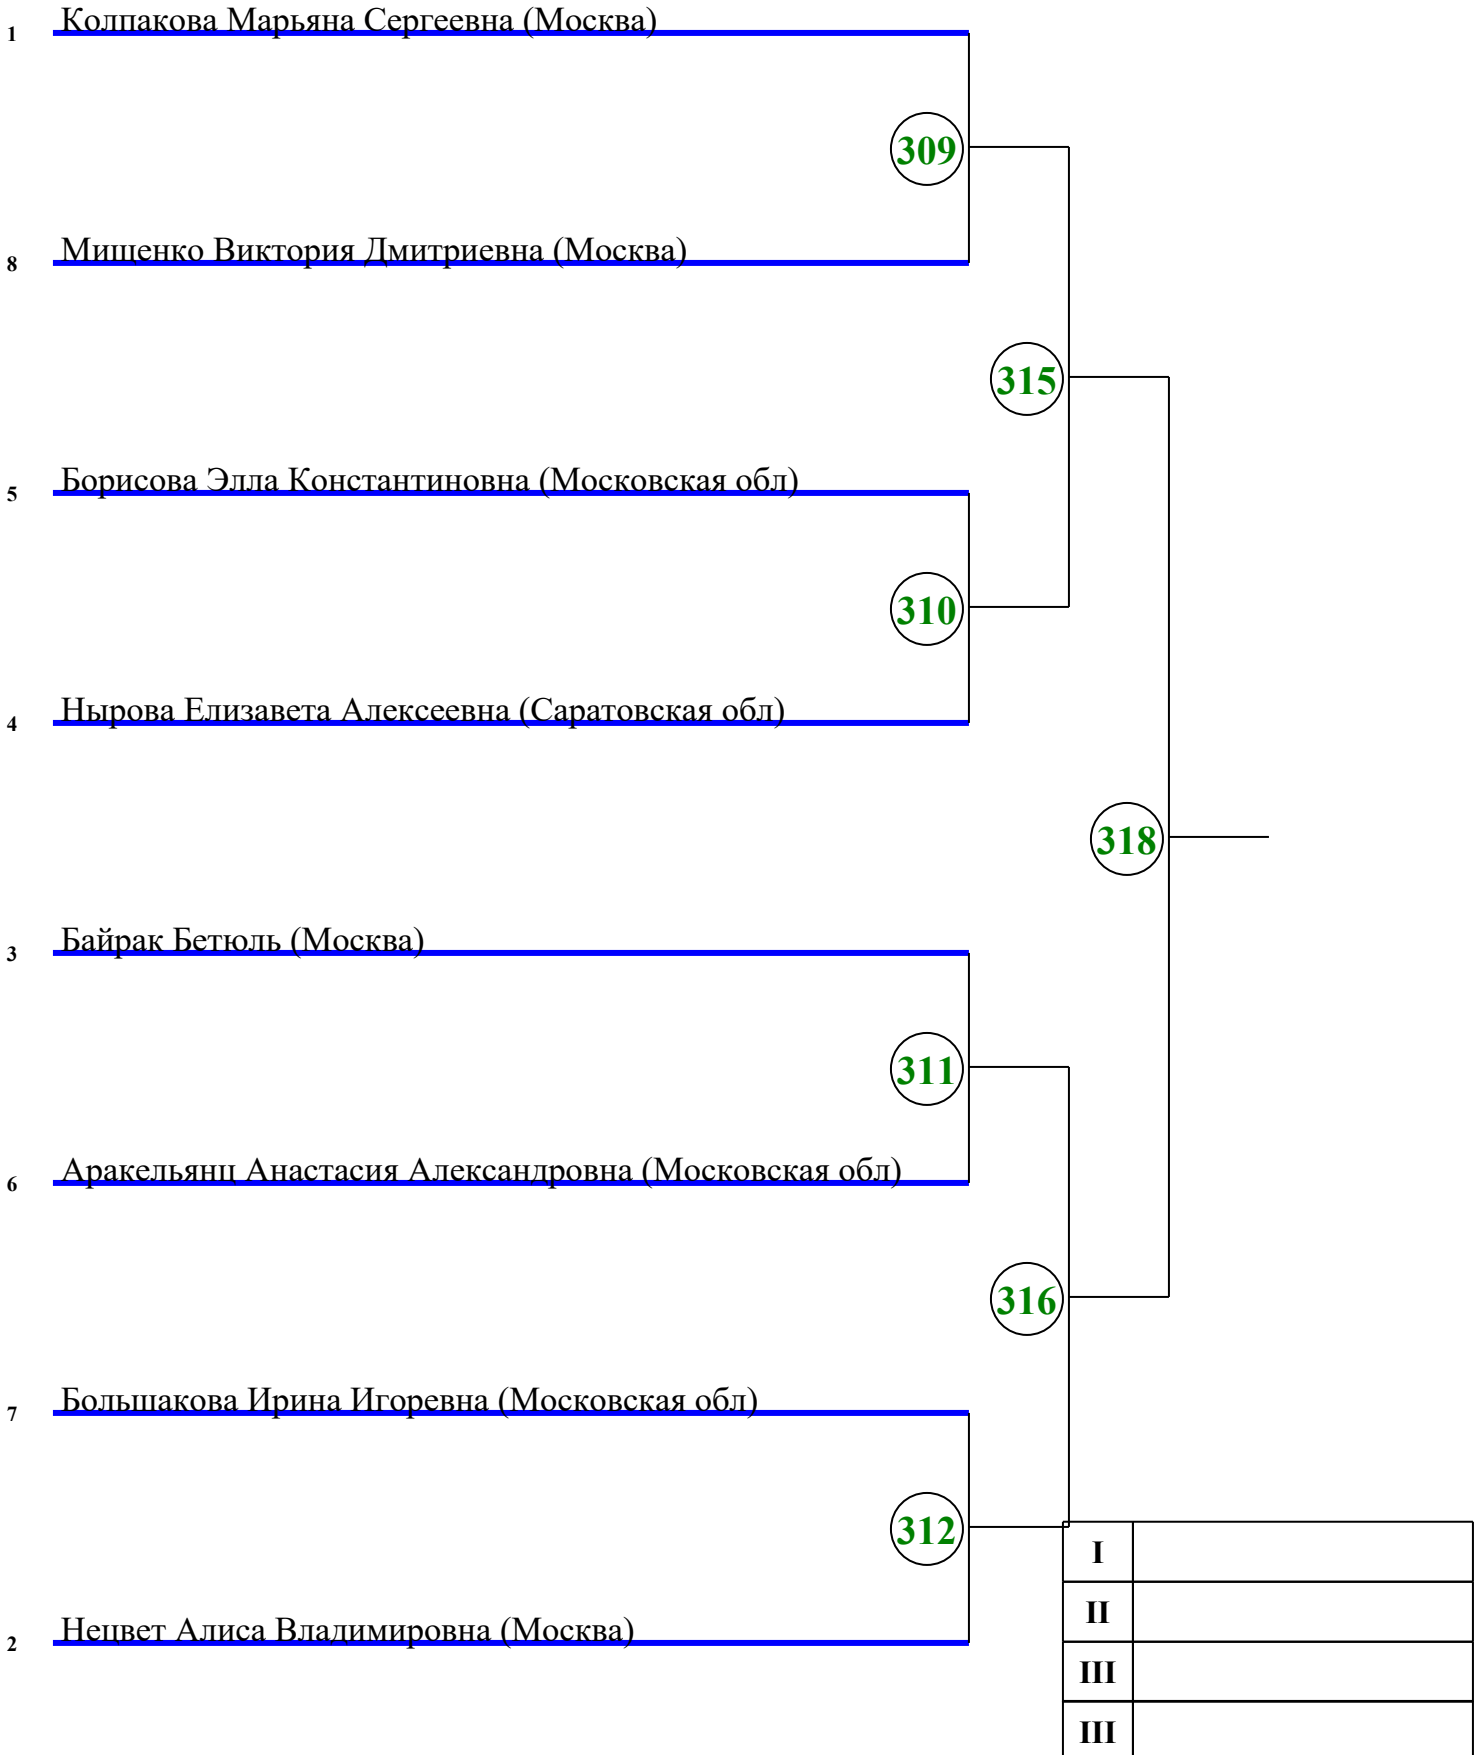 1 Колпакова Марьяна Сергеевна (Москва)
309
8 Мищенко Виктория Дмитриевна (Москва)
315
5 Борисова Элла Константиновна (Московская обл)
310
4 Нырова Елизавета Алексеевна (Саратовская обл)
318
3 Байрак Бетюль (Москва)
311
6 Аракельянц Анастасия Александровна (Московская обл)
316
7 Большакова Ирина Игоревна (Московская обл)
312
2 Нецвет Алиса Владимировна (Москва)
I
II
III
III